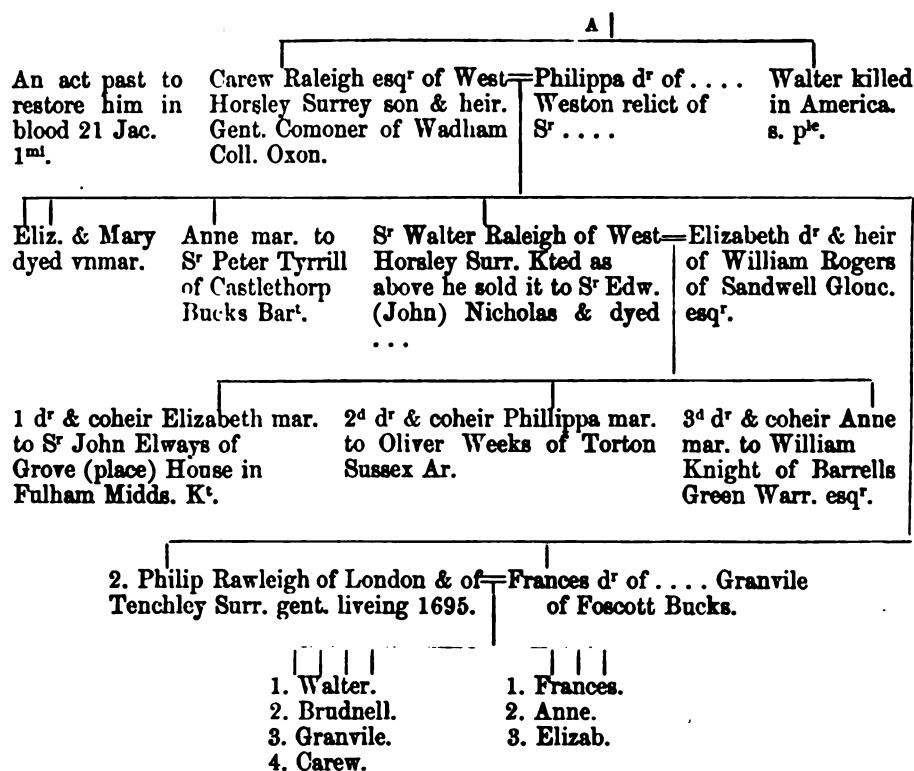 A
An act past to
restore him in
blood 21 Jac.
1ᵐⁱ.
Carew Raleigh esqʳ of West
Horsley Surrey son & heir.
Gent. Comoner of Wadham
Coll. Oxon.
Philippa dʳ of . . . .
Weston relict of
Sʳ . . . .
Walter killed
in America.
s. pˡᵉ.
Eliz. & Mary
dyed vnmar.
Anne mar. to
Sʳ Peter Tyrrill
of Castlethorp
Bucks Barᵗ.
Sʳ Walter Raleigh of West
Horsley Surr. Kted as
above he sold it to Sʳ Edw.
(John) Nicholas & dyed
. . .
Elizabeth dʳ & heir
of William Rogers
of Sandwell Glouc.
esqʳ.
1 dʳ & coheir Elizabeth mar.
to Sʳ John Elways of
Grove (place) House in
Fulham Midds. Kᵗ.
2ᵈ dʳ & coheir Phillippa mar.
to Oliver Weeks of Torton
Sussex Ar.
3ᵈ dʳ & coheir Anne
mar. to William
Knight of Barrells
Green Warr. esqʳ.
2. Philip Rawleigh of London & of
Tenchley Surr. gent. liveing 1695.
Frances dʳ of . . . . Granvile
of Foscott Bucks.
1. Walter.
2. Brudnell.
3. Granvile.
4. Carew.
1. Frances.
2. Anne.
3. Elizab.